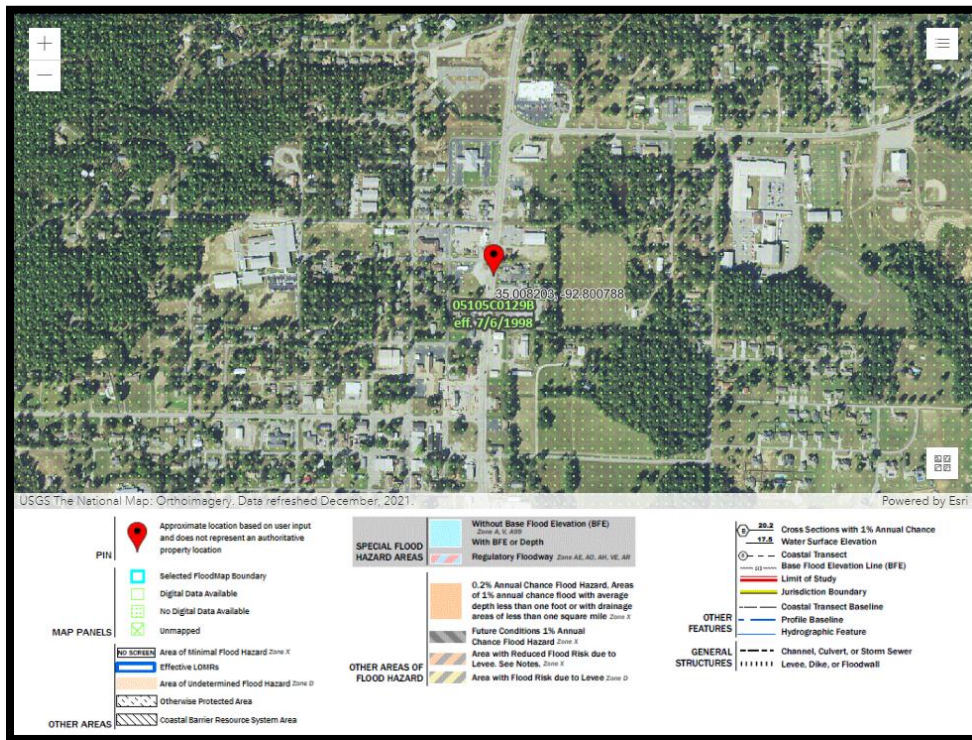 +
−
35.008203, -92.800788
05105C0129B
eff. 7/6/1998
USGS The National Map: Orthoimagery. Data refreshed December, 2021.
Powered by Esri
PIN
Approximate location based on user input
and does not represent an authoritative
property location
MAP PANELS
Selected FloodMap Boundary
Digital Data Available
No Digital Data Available
Unmapped
OTHER AREAS
NO SCREEN Area of Minimal Flood Hazard Zone X
Effective LOMRs
Area of Undetermined Flood Hazard Zone D
Otherwise Protected Area
Coastal Barrier Resource System Area
SPECIAL FLOOD
HAZARD AREAS
Without Base Flood Elevation (BFE)
Zone A, V, A99
With BFE or Depth
Regulatory Floodway Zone AE, AO, AH, VE, AR
OTHER AREAS OF
FLOOD HAZARD
0.2% Annual Chance Flood Hazard, Areas
of 1% annual chance flood with average
depth less than one foot or with drainage
areas of less than one square mile Zone X
Future Conditions 1% Annual
Chance Flood Hazard Zone X
Area with Reduced Flood Risk due to
Levee. See Notes. Zone X
Area with Flood Risk due to Levee Zone D
OTHER
FEATURES
20.2 Cross Sections with 1% Annual Chance
17.5 Water Surface Elevation
Coastal Transect
Base Flood Elevation Line (BFE)
Limit of Study
Jurisdiction Boundary
Coastal Transect Baseline
Profile Baseline
Hydrographic Feature
GENERAL
STRUCTURES
Channel, Culvert, or Storm Sewer
Levee, Dike, or Floodwall